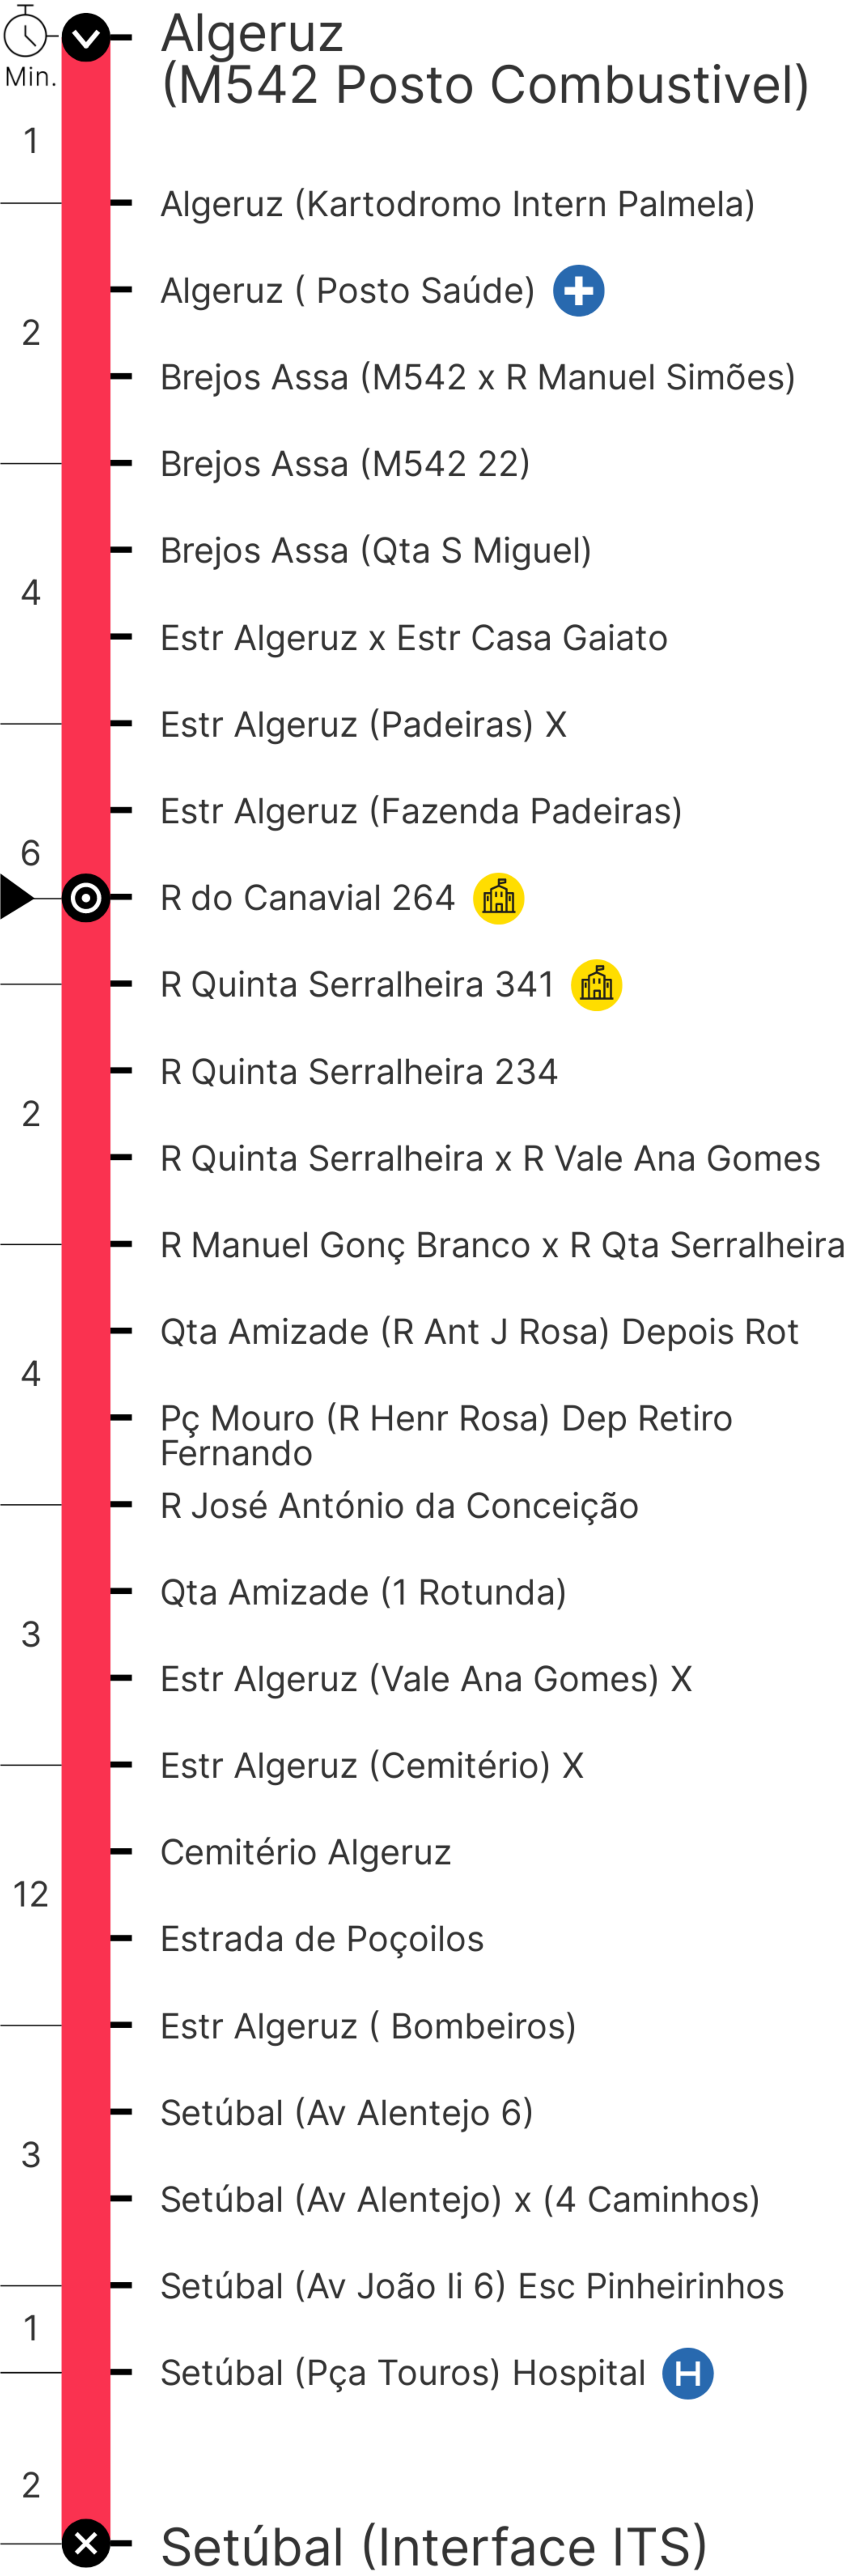 Min.
Algeruz
(M542 Posto Combustivel)
1
Algeruz (Kartodromo Intern Palmela)
Algeruz ( Posto Saúde)
2
Brejos Assa (M542 x R Manuel Simões)
Brejos Assa (M542 22)
Brejos Assa (Qta S Miguel)
4
Estr Algeruz x Estr Casa Gaiato
Estr Algeruz (Padeiras) X
Estr Algeruz (Fazenda Padeiras)
6
R do Canavial 264
R Quinta Serralheira 341
R Quinta Serralheira 234
2
R Quinta Serralheira x R Vale Ana Gomes
R Manuel Gonç Branco x R Qta Serralheira
Qta Amizade (R Ant J Rosa) Depois Rot
4
Pç Mouro (R Henr Rosa) Dep Retiro
Fernando
R José António da Conceição
Qta Amizade (1 Rotunda)
3
Estr Algeruz (Vale Ana Gomes) X
Estr Algeruz (Cemitério) X
Cemitério Algeruz
12
Estrada de Poçoilos
Estr Algeruz ( Bombeiros)
Setúbal (Av Alentejo 6)
3
Setúbal (Av Alentejo) x (4 Caminhos)
Setúbal (Av João Ii 6) Esc Pinheirinhos
1
Setúbal (Pça Touros) Hospital H
2
Setúbal (Interface ITS)